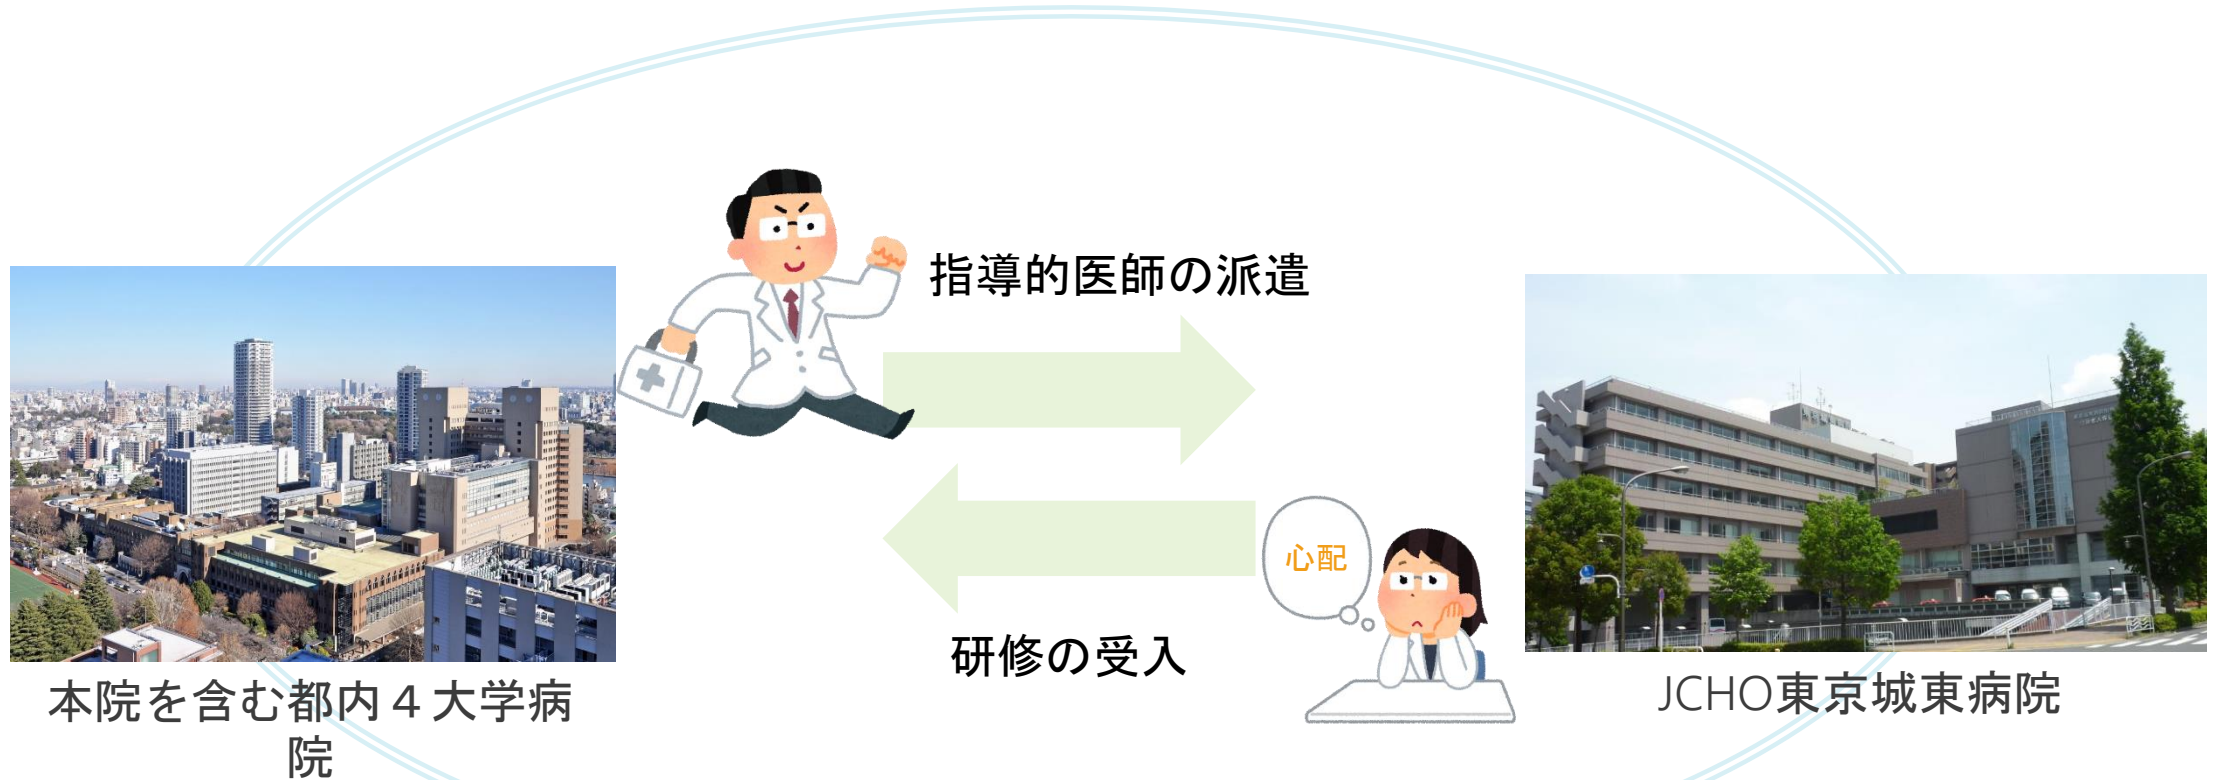 指導的医師の派遣
心配
研修の受入
本院を含む都内４大学病
院
JCHO東京城東病院